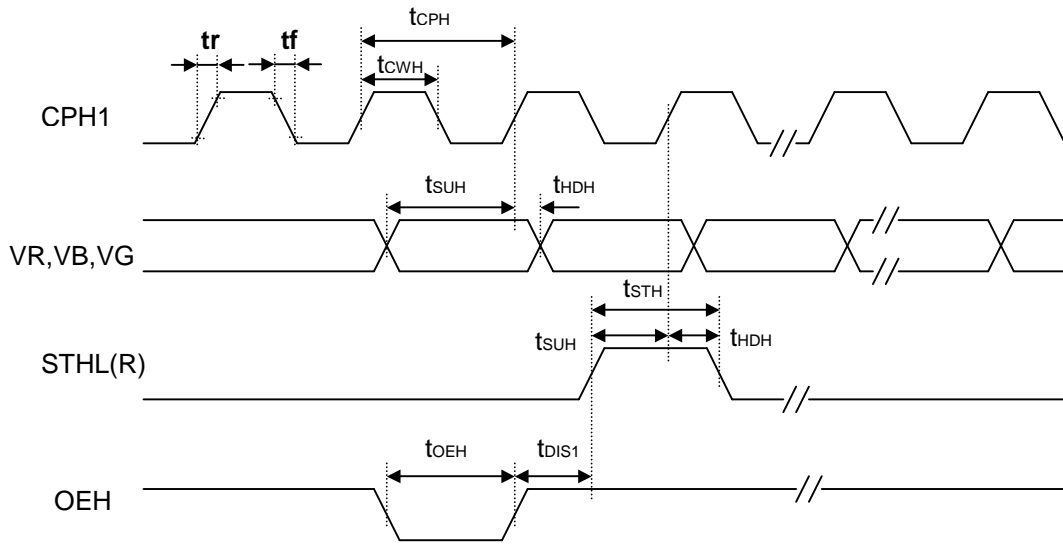 tCPH
tr tf
tCWH
CPH1
tSUH tHDH
VR,VB,VG
tSTH
tSUH tHDH
STHL(R)
tOEH tDIS1
OEH